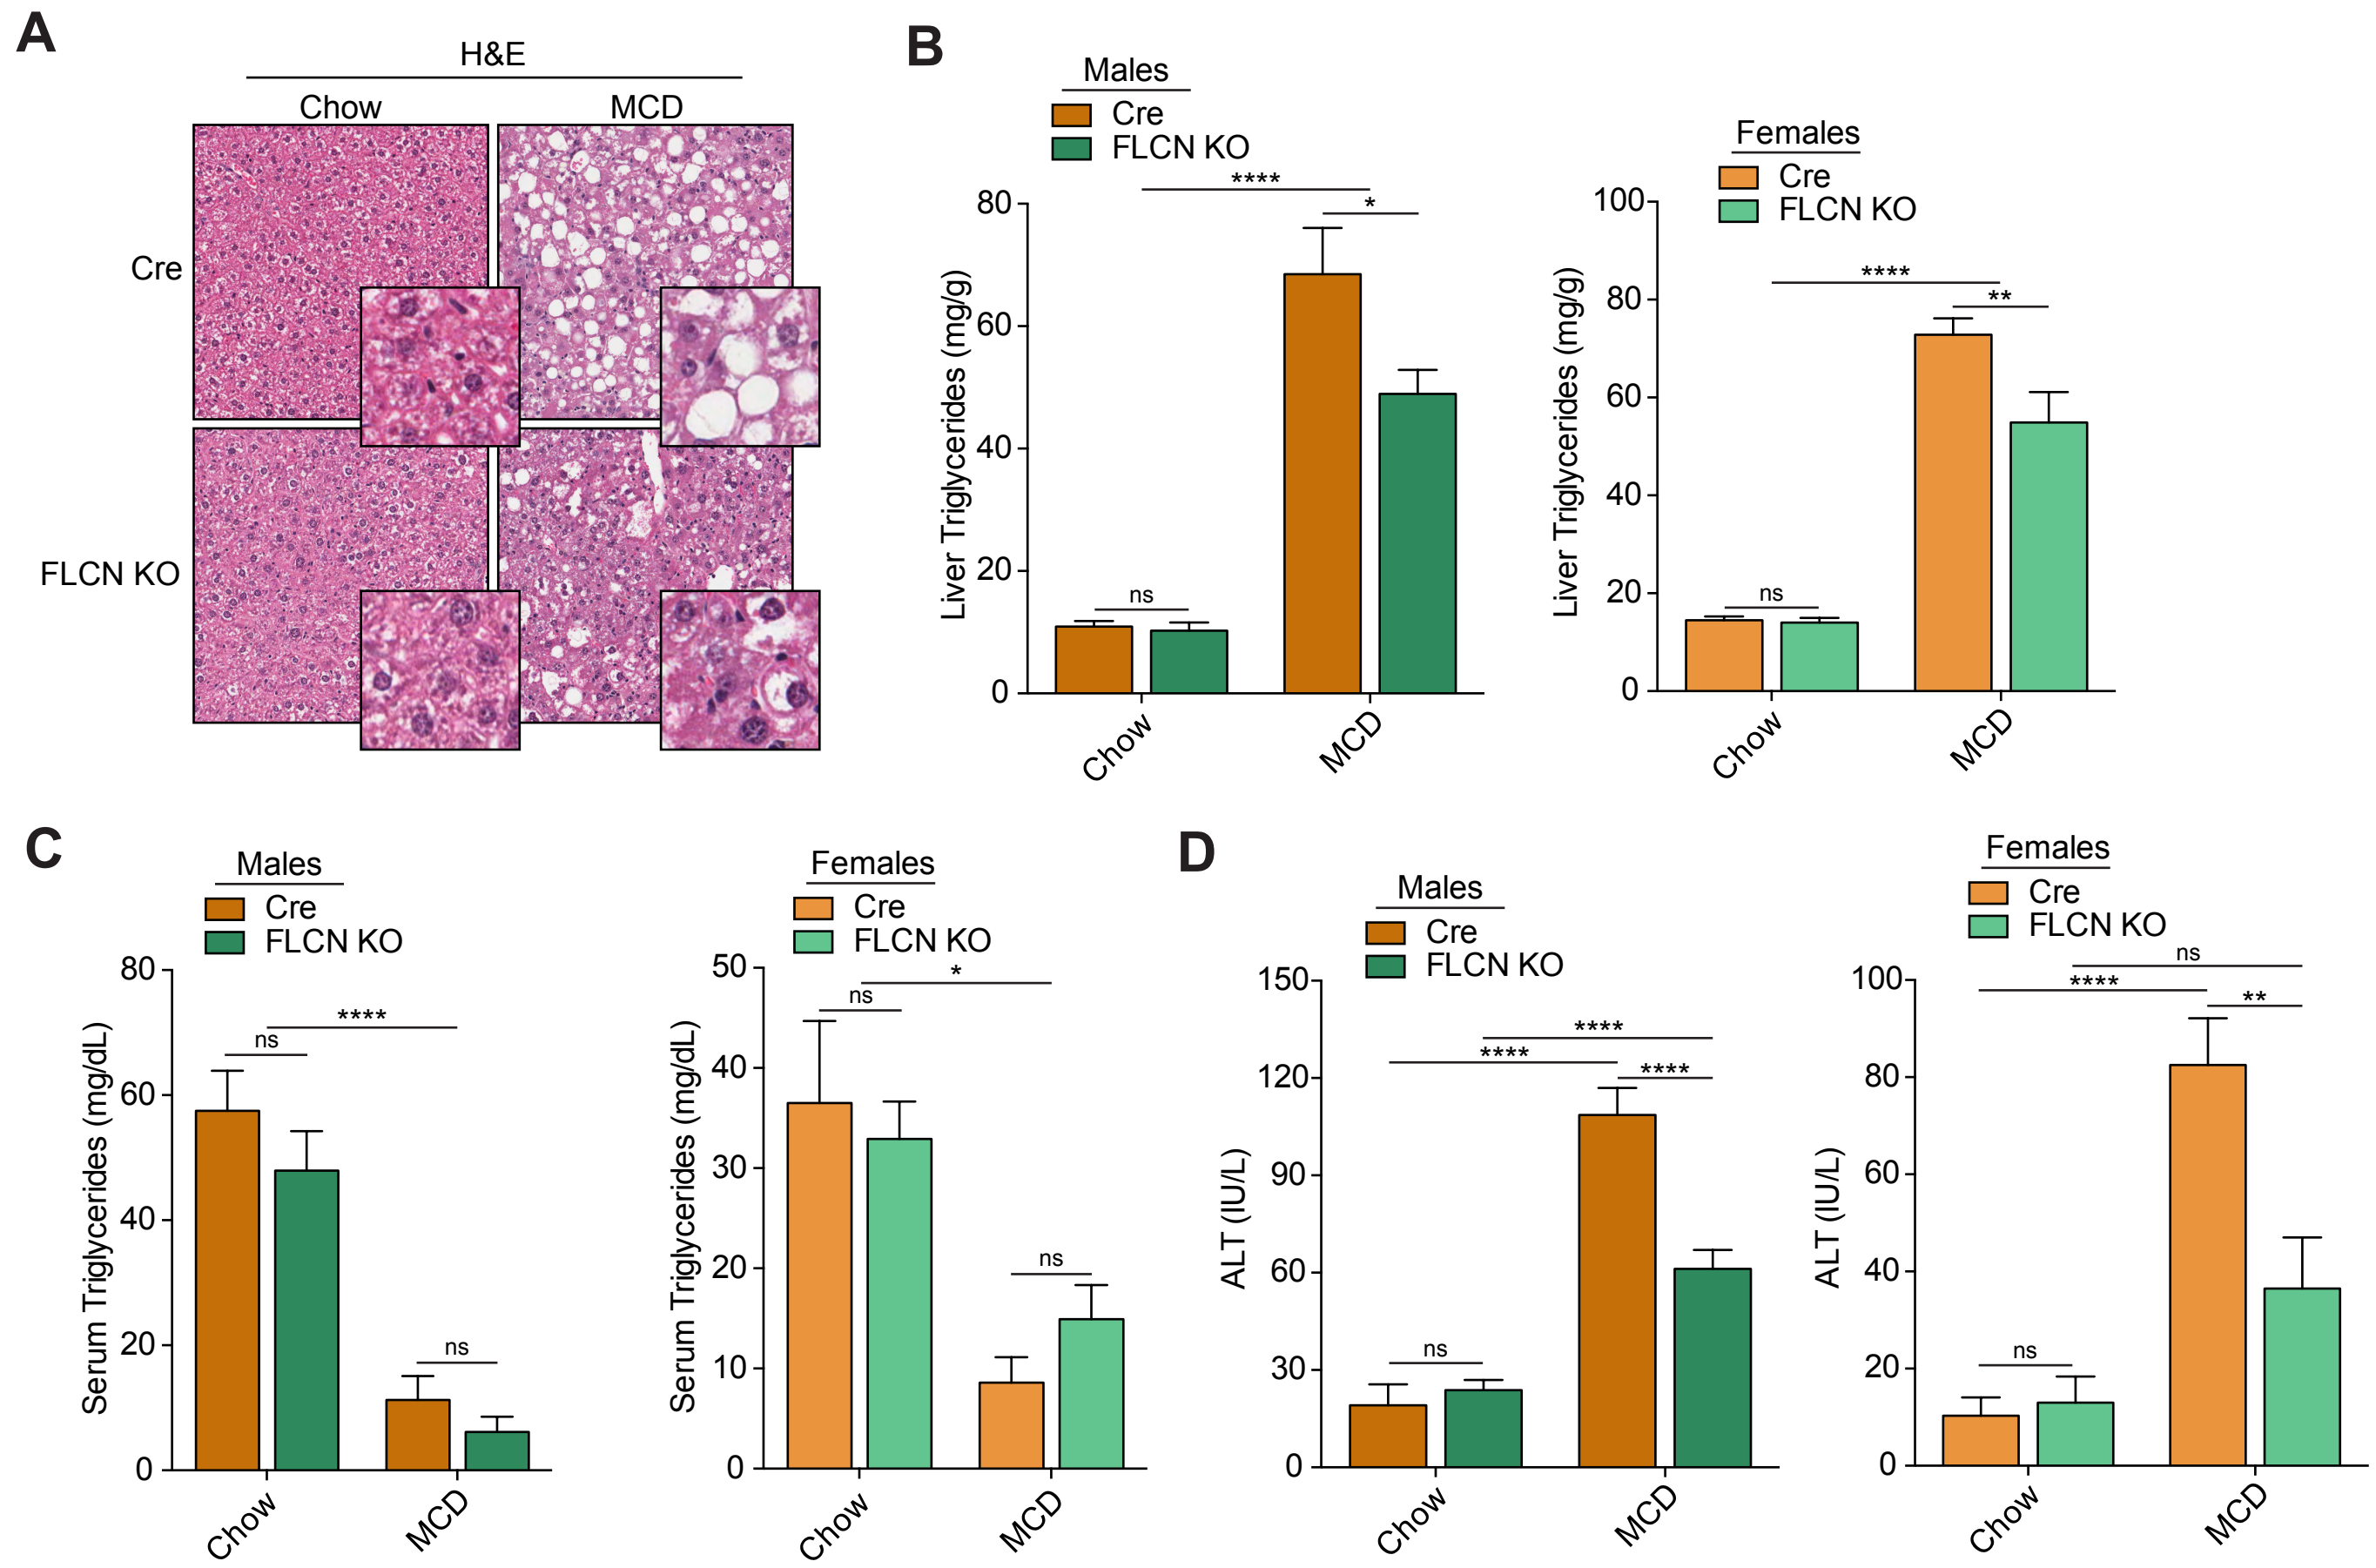 A
H&E
Chow MCD
Cre
FLCN KO
B
Males
Cre
FLCN KO
Liver Triglycerides (mg/g)
80
60
40
20
0
****
*
ns
Chow MCD
Females
Cre
FLCN KO
Liver Triglycerides (mg/g)
100
80
60
40
20
0
****
**
ns
Chow MCD
C
Males
Cre
FLCN KO
Serum Triglycerides (mg/dL)
80
60
40
20
0
****
ns
ns
Chow MCD
Females
Cre
FLCN KO
Serum Triglycerides (mg/dL)
50
40
30
20
10
0
*
ns
ns
Chow MCD
D
Males
Cre
FLCN KO
ALT (IU/L)
150
120
90
60
30
0
****
****
****
ns
Chow MCD
Females
Cre
FLCN KO
ALT (IU/L)
100
80
60
40
20
0
ns
****
**
ns
Chow MCD